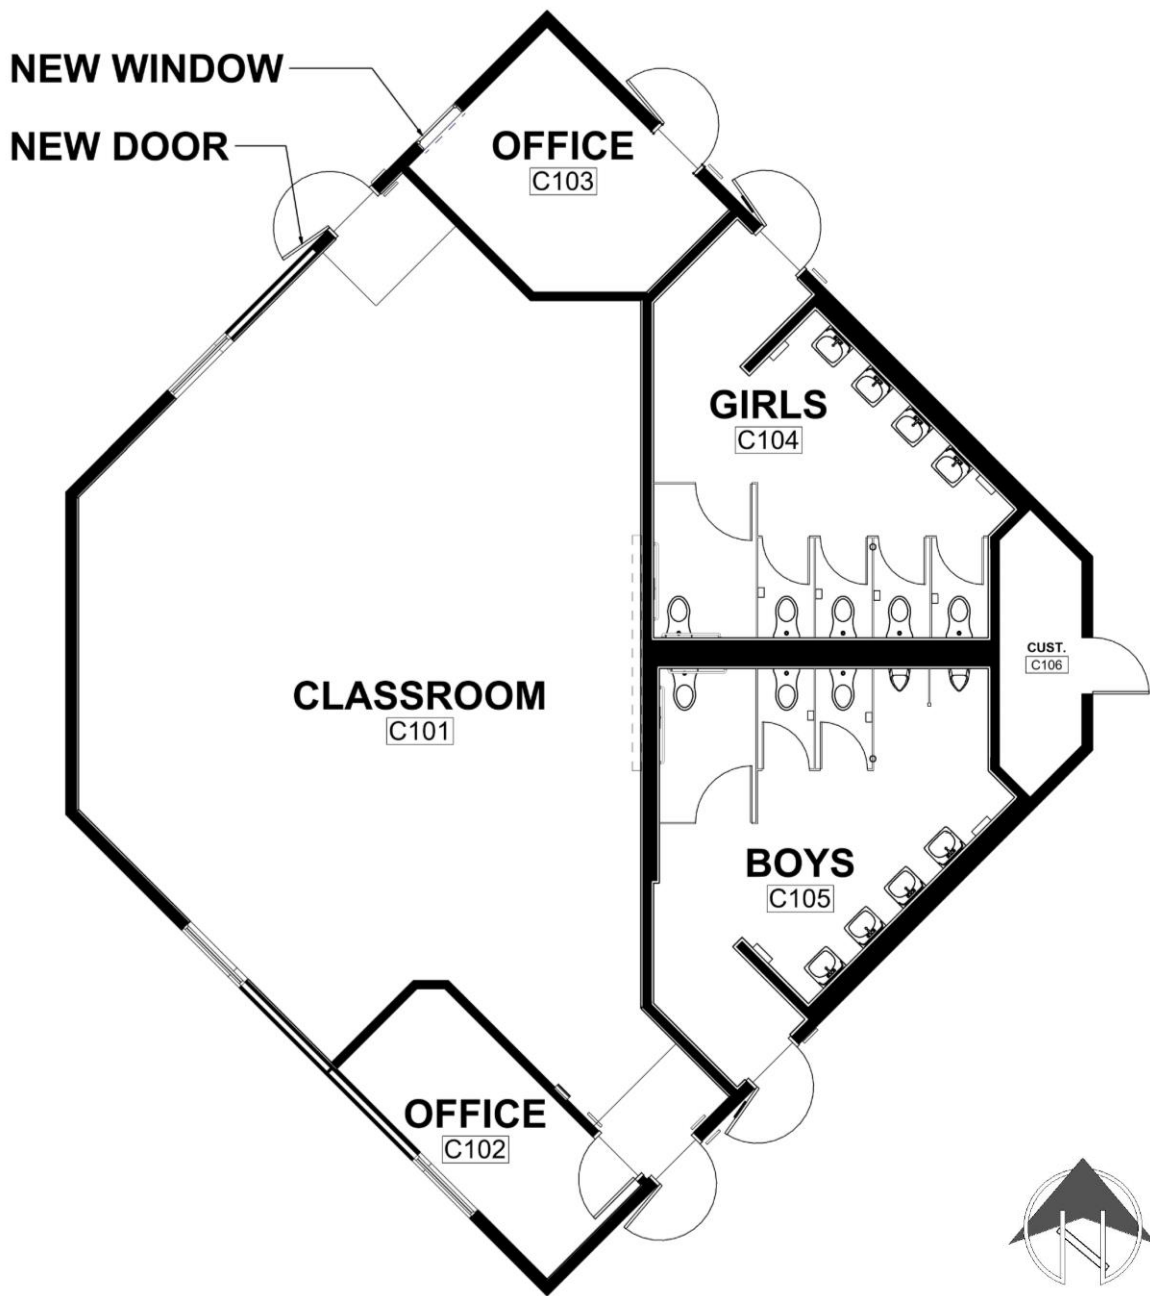 NEW WINDOW
NEW DOOR
OFFICE
C103
GIRLS
C104
CUST.
C106
CLASSROOM
C101
BOYS
C105
OFFICE
C102
N